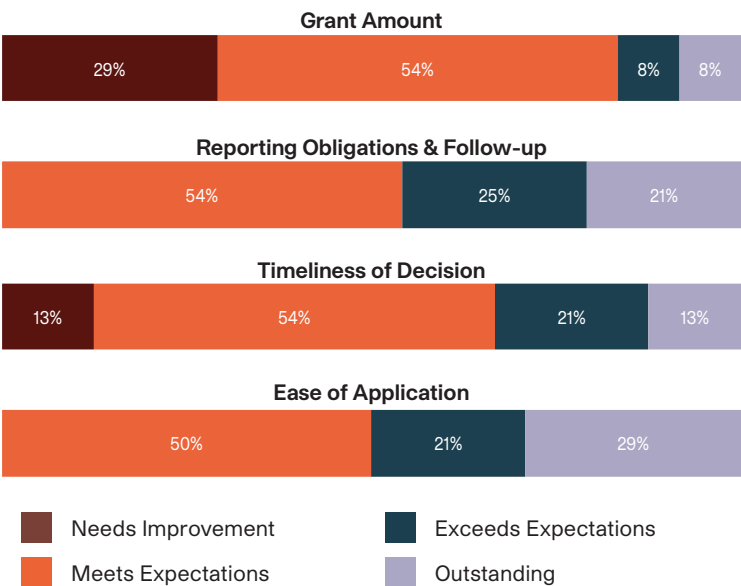 Grant Amount
29% 54% 8% 8%
Reporting Obligations & Follow-up
54% 25% 21%
Timeliness of Decision
13% 54% 21% 13%
Ease of Application
50% 21% 29%
Needs Improvement
Exceeds Expectations
Meets Expectations
Outstanding